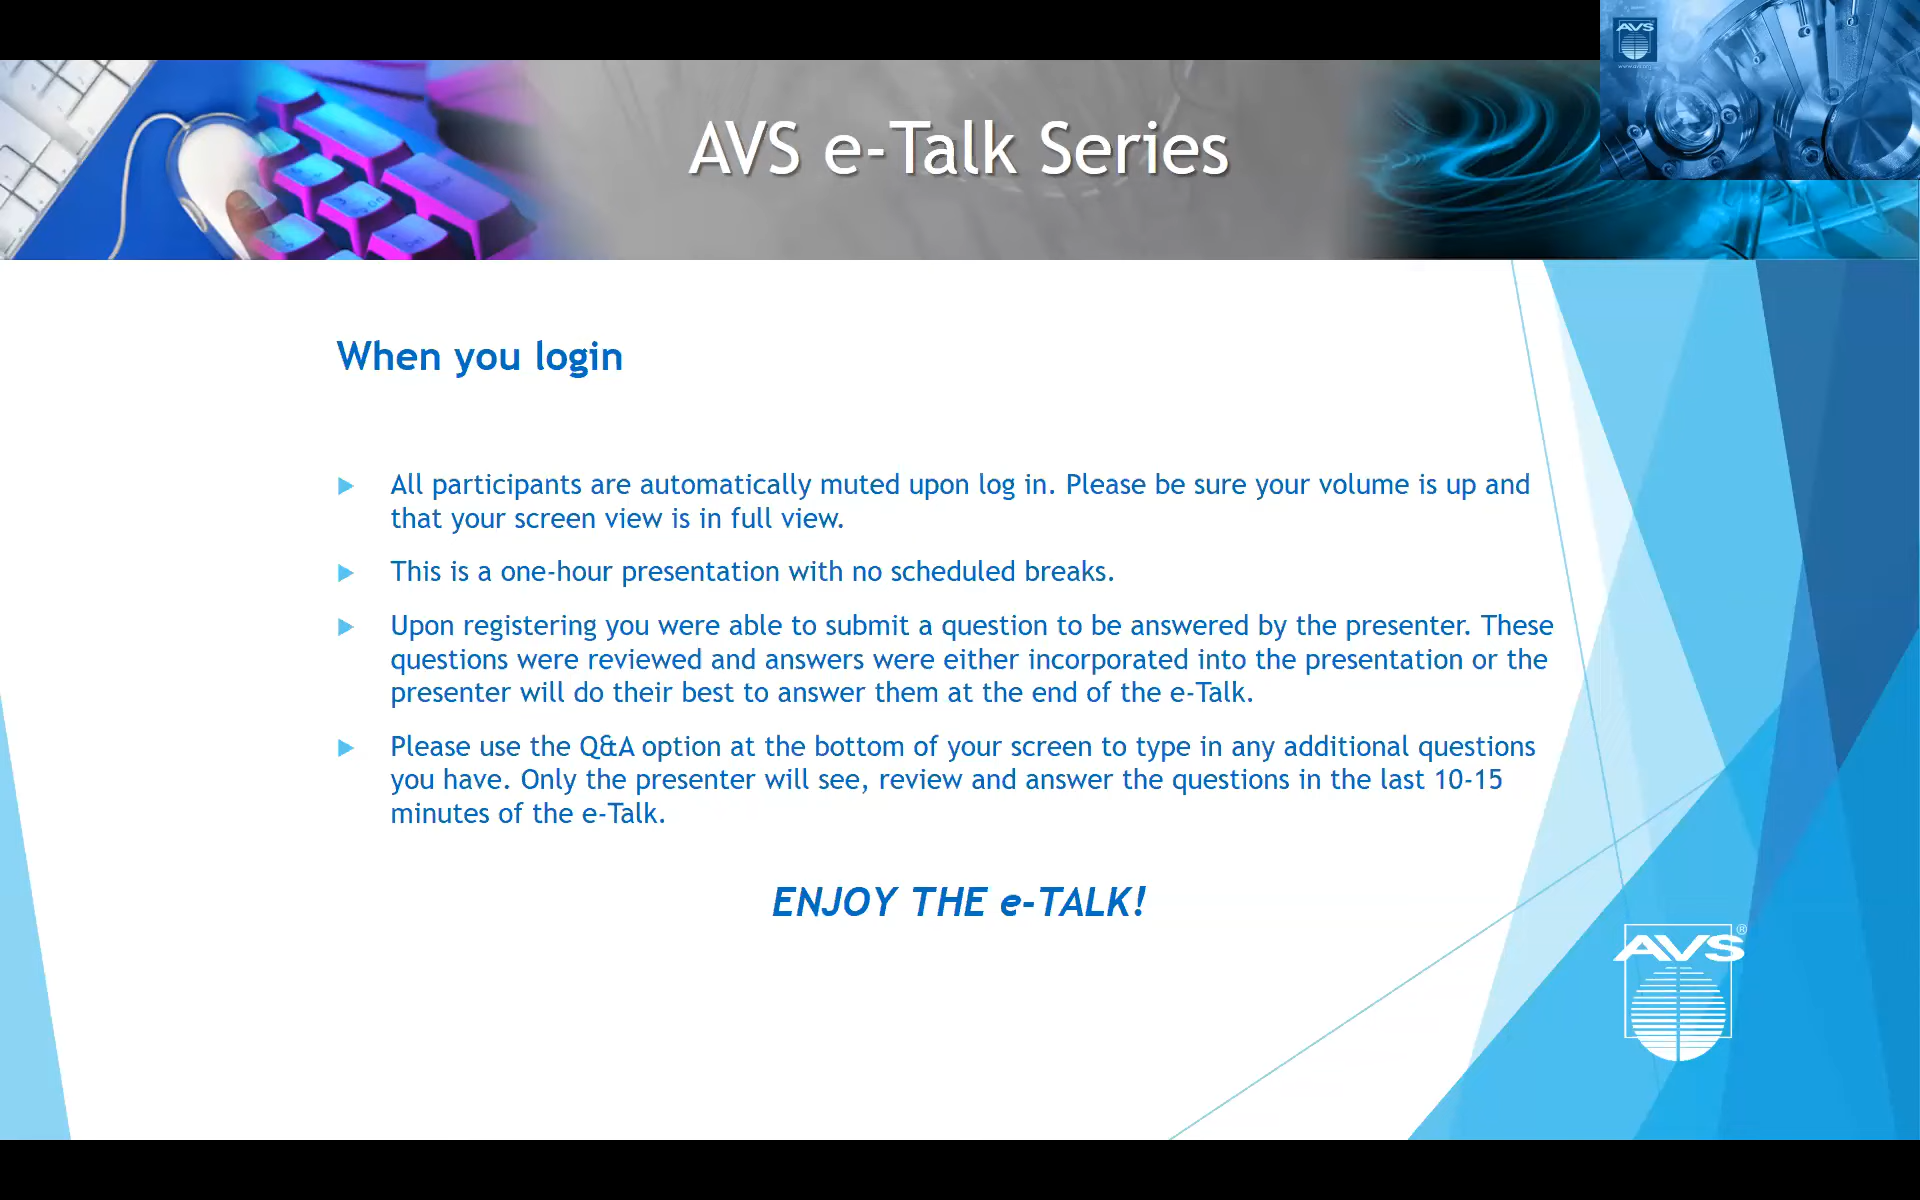 AVS
AVS e-Talk Series
When you login
All participants are automatically muted upon log in. Please be sure your volume is up and
that your screen view is in full view.
This is a one-hour presentation with no scheduled breaks.
Upon registering you were able to submit a question to be answered by the presenter. These
questions were reviewed and answers were either incorporated into the presentation or the
presenter will do their best to answer them at the end of the e-Talk.
Please use the Q&A option at the bottom of your screen to type in any additional questions
you have. Only the presenter will see, review and answer the questions in the last 10-15
minutes of the e-Talk.
ENJOY THE e-TALK!
AVS®